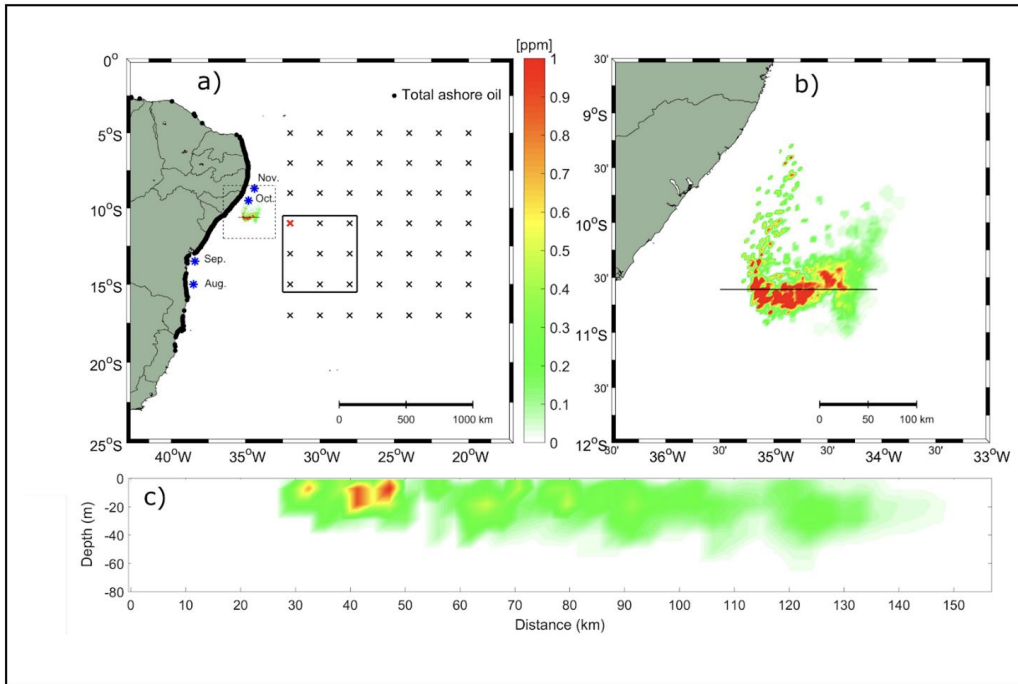 [ppm]
a)
Total ashore oil
0°
5°S
10°S
15°S
20°S
25°S
Nov.
Oct.
Sep.
Aug.
0 500 1000 km
40°W 35°W 30°W 25°W 20°W
1
0.9
0.8
0.7
0.6
0.5
0.4
0.3
0.2
0.1
0
b)
30'
9°S
30'
10°S
30'
11°S
30'
12°S
0 50 100 km
36°W 30' 35°W 30' 34°W 30' 33°W
c)
Depth (m)
0
-20
-40
-60
-80
0 10 20 30 40 50 60 70 80 90 100 110 120 130 140 150
Distance (km)